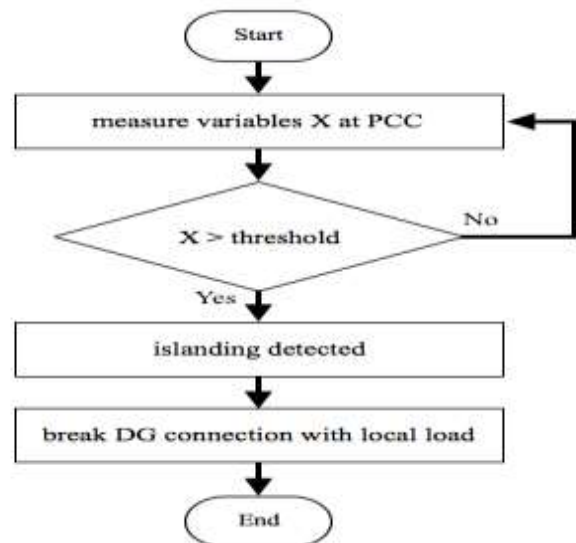 Start
measure variables X at PCC
X > threshold
No
Yes
islanding detected
break DG connection with local load
End